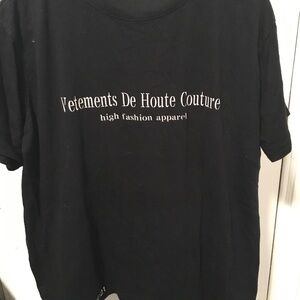 Vetements De Houte Couture
high fashion apparel